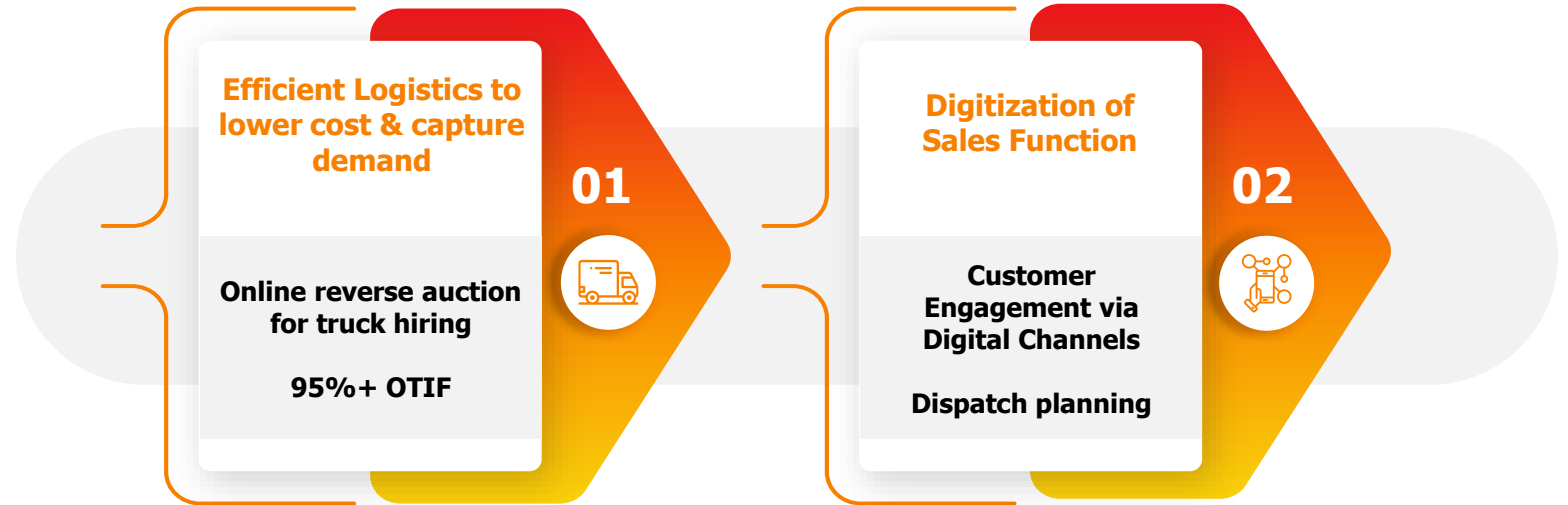 Efficient Logistics to
lower cost & capture
demand
01
Online reverse auction
for truck hiring
95%+ OTIF
Digitization of
Sales Function
02
Customer
Engagement via
Digital Channels
Dispatch planning